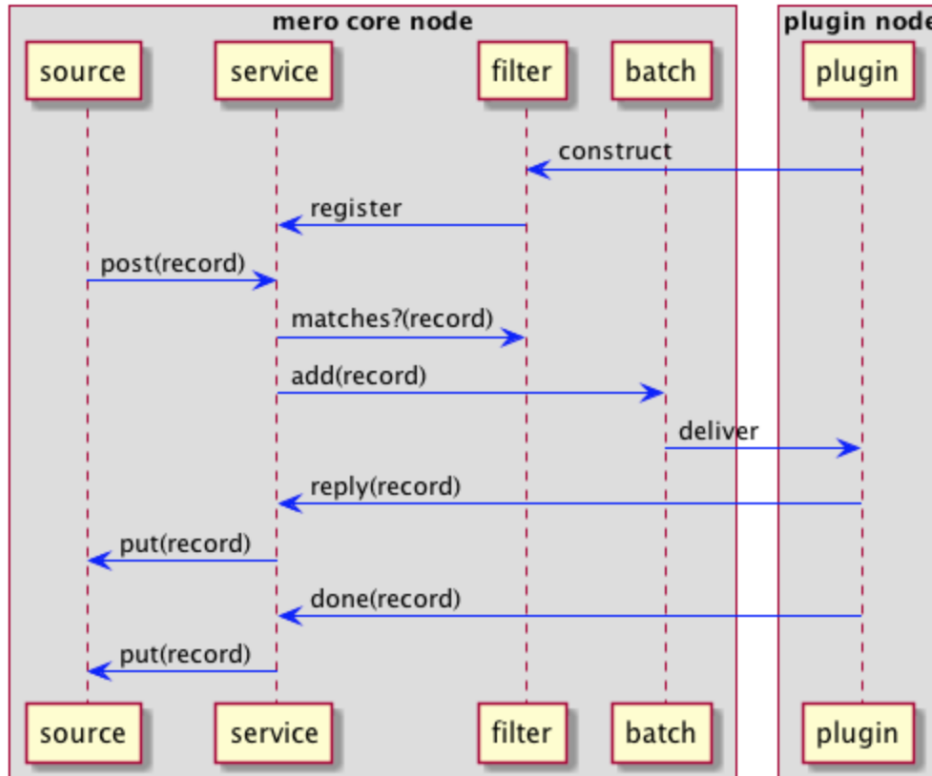 mero core node plugin node
source service filter batch plugin
construct
register
post(record)
matches?(record)
add(record)
deliver
reply(record)
put(record)
done(record)
put(record)
source service filter batch plugin